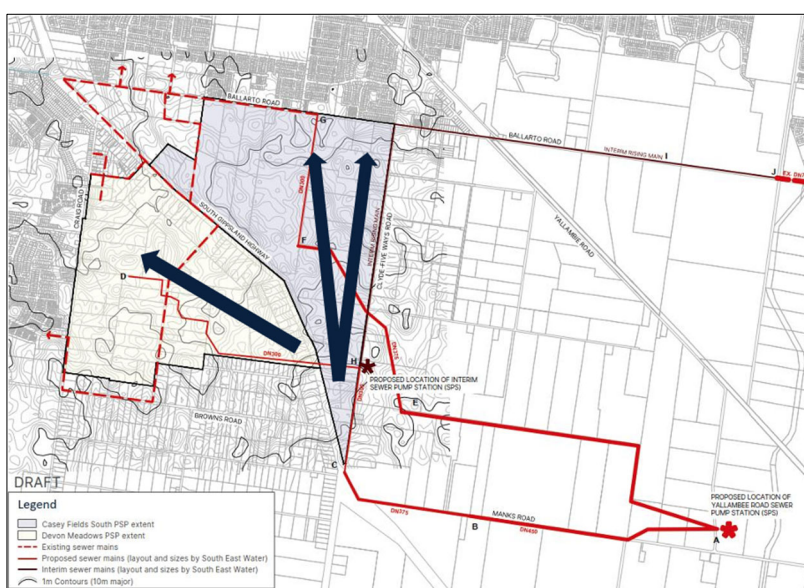 BALLARTO ROAD
G
BALLARTO ROAD
INTERIM RISING MAIN
I
J
EX. DN7
CRAIG ROAD
SOUTH GIPPSLAND HIGHWAY
DN300
INTERIM RISING MAIN
CLYDE-FIVE WAYS ROAD
YALLAMBIE ROAD
F
D
DN300
H
DN375
PROPOSED LOCATION OF INTERIM
SEWER PUMP STATION (SPS)
BROWNS ROAD
E
C
DN375
B
MANKS ROAD
DN450
A
PROPOSED LOCATION OF
YALLAMBEE ROAD SEWER
PUMP STATION (SPS)
DRAFT
Legend
Casey Fields South PSP extent
Devon Meadows PSP extent
Existing sewer mains
Proposed sewer mains (layout and sizes by South East Water)
Interim sewer mains (layout and sizes by South East Water)
1m Contours (10m major)